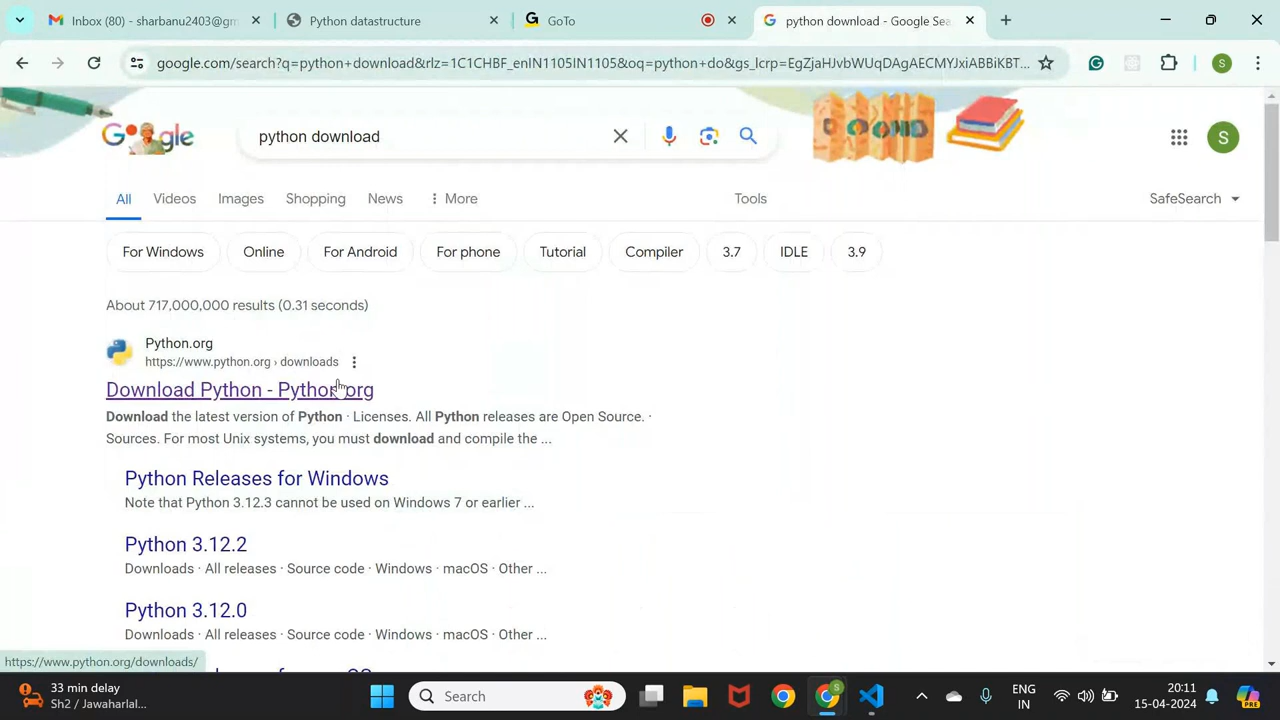 Inbox (80) - sharbanu2403@gm
Python datastructure
GoTo
python download - Google Sea
google.com/search?q=python+download&rlz=1C1CHBF_enIN1105IN1105&oq=python+do&gs_lcrp=EgZjaHJvbWUqDAgAECMYJxiABBiKBT...
S
Google
python download
S
All
Videos
Images
Shopping
News
More
Tools
SafeSearch
For Windows
Online
For Android
For phone
Tutorial
Compiler
3.7
IDLE
3.9
About 717,000,000 results (0.31 seconds)
Python.org
https://www.python.org › downloads
Download Python - Python.org
Download the latest version of Python · Licenses. All Python releases are Open Source. ·
Sources. For most Unix systems, you must download and compile the ...
Python Releases for Windows
Note that Python 3.12.3 cannot be used on Windows 7 or earlier ...
Python 3.12.2
Downloads · All releases · Source code · Windows · macOS · Other ...
Python 3.12.0
Downloads · All releases · Source code · Windows · macOS · Other ...
https://www.python.org/downloads/
33 min delay
Sh2 / Jawaharlal...
Search
S
ENG
IN
20:11
15-04-2024
PRE